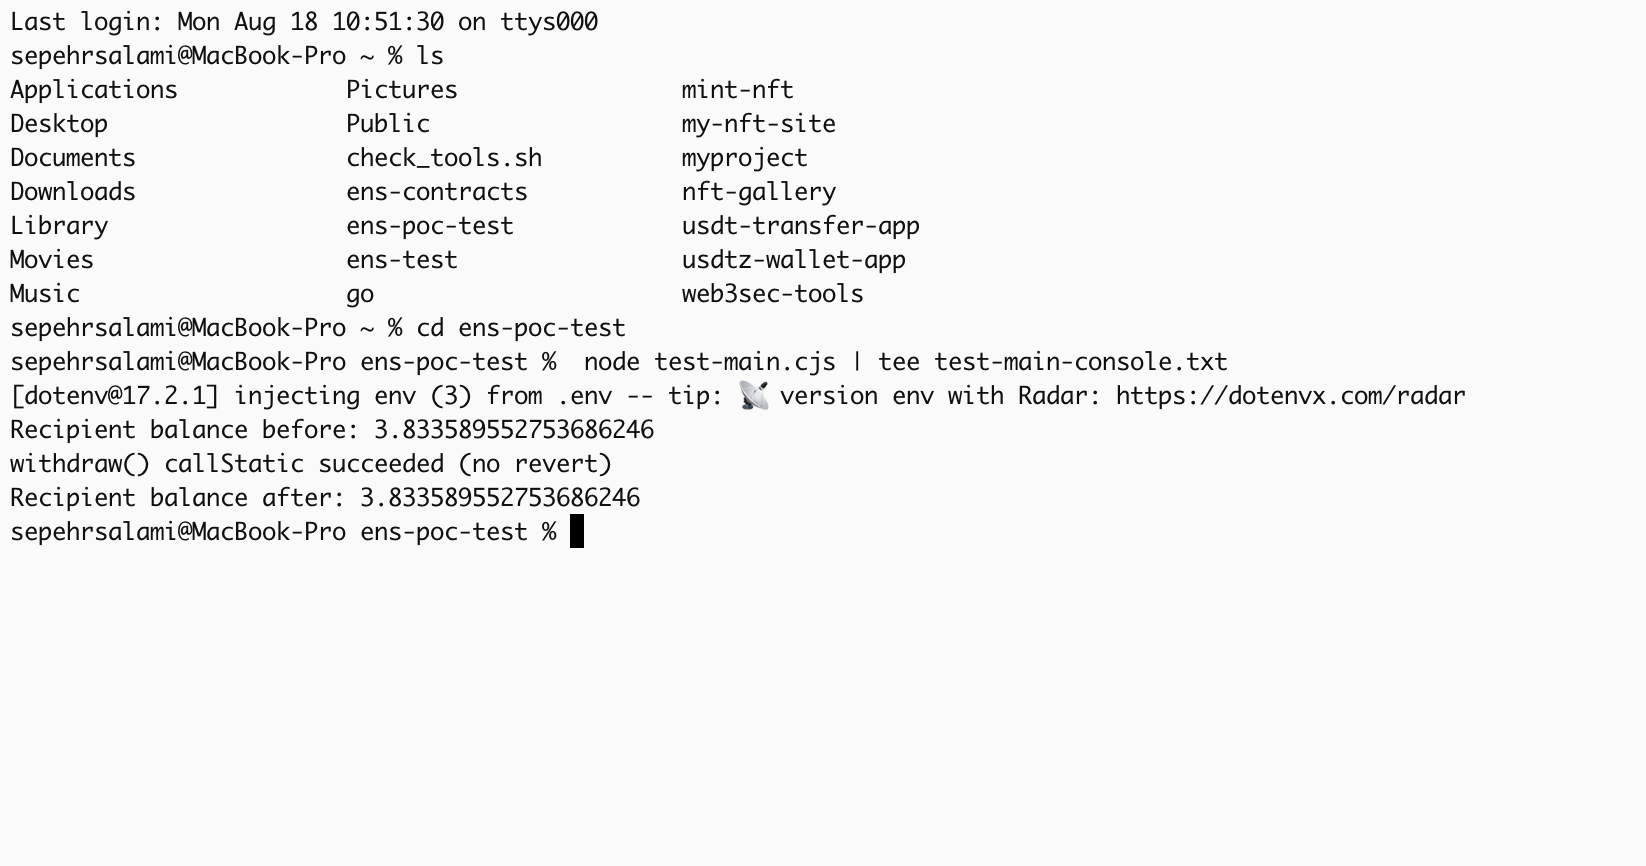 Last login: Mon Aug 18 10:51:30 on ttys000
sepehrsalami@MacBook-Pro ~ % ls
Applications Pictures mint-nft
Desktop Public my-nft-site
Documents check_tools.sh myproject
Downloads ens-contracts nft-gallery
Library ens-poc-test usdt-transfer-app
Movies ens-test usdtz-wallet-app
Music go web3sec-tools
sepehrsalami@MacBook-Pro ~ % cd ens-poc-test
sepehrsalami@MacBook-Pro ens-poc-test %  node test-main.cjs | tee test-main-console.txt
[dotenv@17.2.1] injecting env (3) from .env -- tip: 📡 version env with Radar: https://dotenvx.com/radar
Recipient balance before: 3.833589552753686246
withdraw() callStatic succeeded (no revert)
Recipient balance after: 3.833589552753686246
sepehrsalami@MacBook-Pro ens-poc-test %